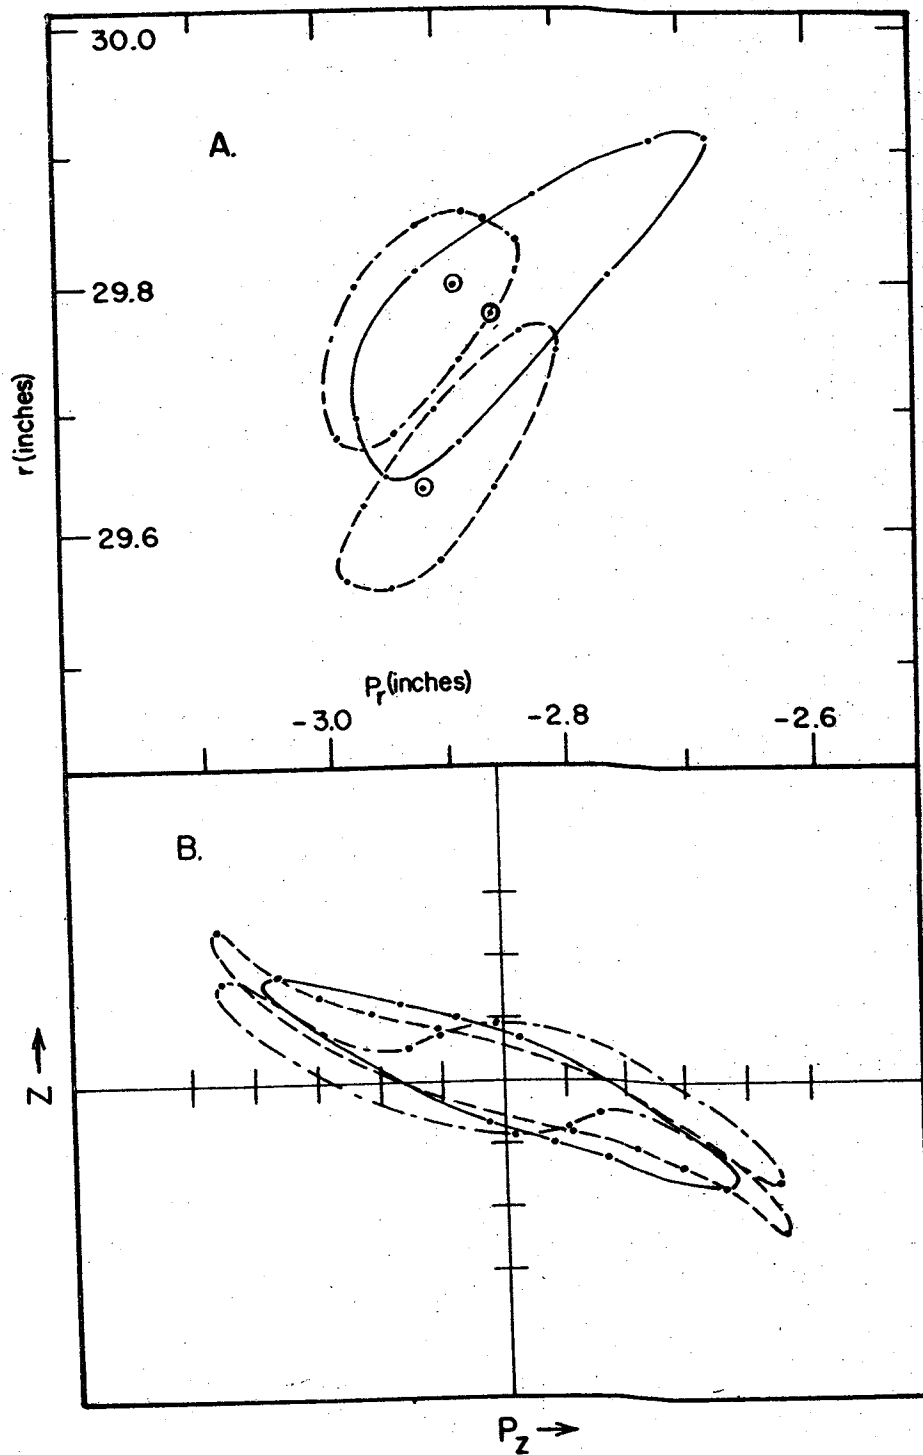 30.0
A.
29.8
r (inches)
29.6
Pr (inches)
-3.0 -2.8 -2.6
B.
Z →
Pz →